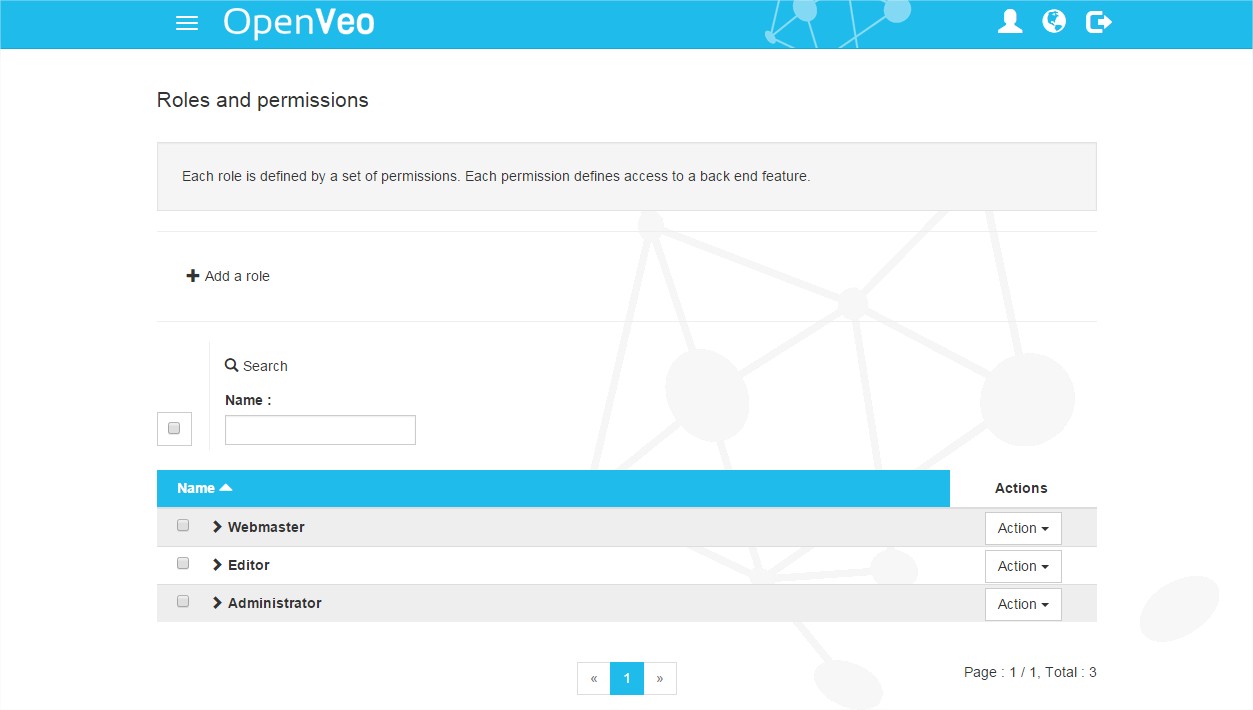 OpenVeo
Roles and permissions
Each role is defined by a set of permissions. Each permission defines access to a back end feature.
Add a role
Search
Name :
Name Actions
Webmaster Action
Editor Action
Administrator Action
« 1 » Page : 1 / 1, Total : 3